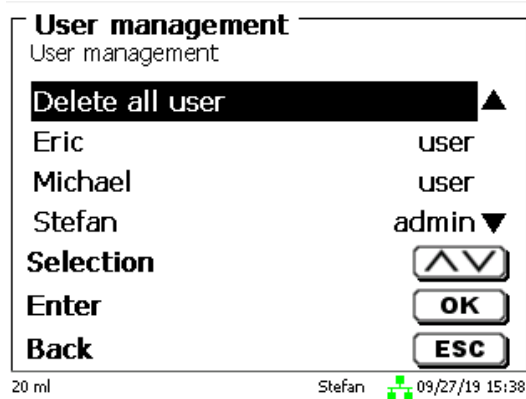 User management
User management
Delete all user
Eric user
Michael user
Stefan admin
Selection
Enter OK
Back ESC
20 ml Stefan 09/27/19 15:38